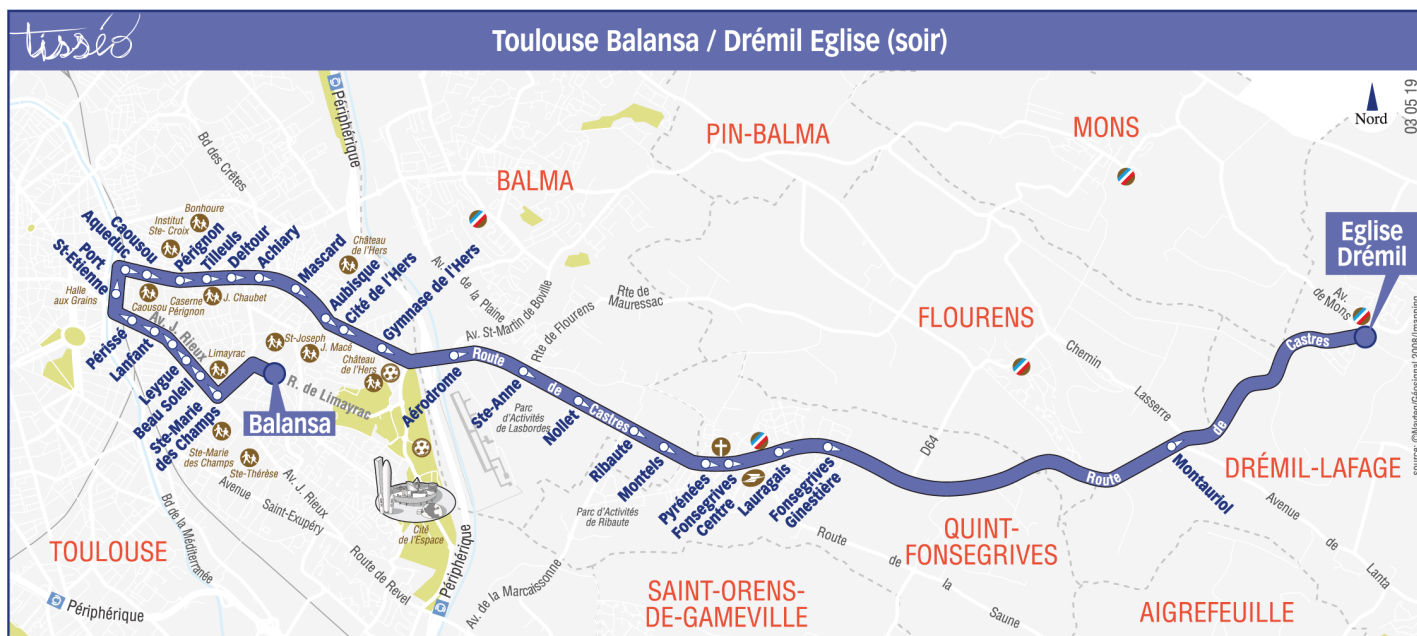 tisséo
Toulouse Balansa / Drémil Eglise (soir)
Nord
03 05 19
Périphérique
Bd des Crêtes
PIN-BALMA
MONS
BALMA
Bonhoure
Institut
Ste- Croix
Château
de l'Hers
Port
St-Etienne
Aqueduc
Caousou
Pérignon
Tilleuls
Deltour
Achiary
Mascard
Aubisque
Cité de l'Hers
Gymnase de l'Hers
Av.
de la Plaine
Av. St-Martin de Boville
Rte de Flourens
Rte de
Mauressac
Eglise
Drémil
Av.
de Mons
Halle
aux Grains
Caousou
Caserne
Pérignon
J. Chaubet
FLOURENS
Av. J. Rieux
St-Joseph
J. Macé
Limayrac
Château
de l'Hers
R. de Limayrac
Périssé
Lanfant
Leygue
Beau Soleil
Ste-Marie
des Champs
Balansa
Aérodrome
Route
de
Castres
Ste-Anne
Parc
d'Activités
de Lasbordes
Nollet
Ribaute
Montels
Pyrénées
Fonsegrives
Centre
Lauragais
Fonsegrives
Ginestière
D64
Chemin
Lasserre
Route
de
Castres
Montauriol
DRÉMIL-LAFAGE
Ste-Marie
des Champs
Ste-Thérèse
Av. J. Rieux
Avenue
Saint-Exupéry
Bd de la Méditerranée
Cité
de l'Espace
Parc d'Activités
de Ribaute
TOULOUSE
Périphérique
Route de Revel
Périphérique
Av. de la Marcaissonne
SAINT-ORENS-
DE-GAMEVILLE
Route
de
la
Saune
QUINT-
FONSEGRIVES
AIGREFEUILLE
Avenue
de
Lanta